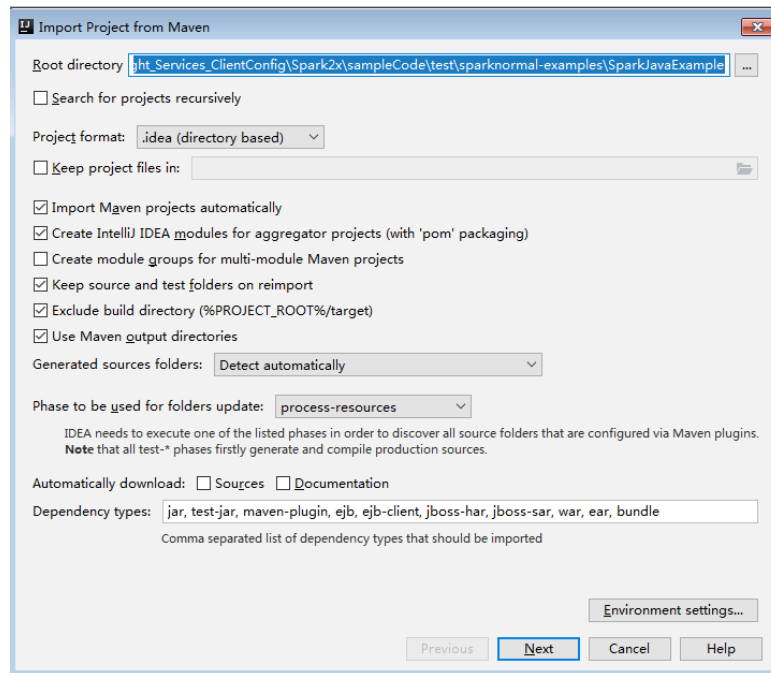 Import Project from Maven
Root directory ght_Services_ClientConfig\Spark2x\sampleCode\test\sparknormal-examples\SparkJavaExample ...
Search for projects recursively
Project format: .idea (directory based)
Keep project files in:
Import Maven projects automatically
Create IntelliJ IDEA modules for aggregator projects (with 'pom' packaging)
Create module groups for multi-module Maven projects
Keep source and test folders on reimport
Exclude build directory (%PROJECT_ROOT%/target)
Use Maven output directories
Generated sources folders: Detect automatically
Phase to be used for folders update: process-resources
IDEA needs to execute one of the listed phases in order to discover all source folders that are configured via Maven plugins.
Note that all test-* phases firstly generate and compile production sources.
Automatically download: Sources Documentation
Dependency types: jar, test-jar, maven-plugin, ejb, ejb-client, jboss-har, jboss-sar, war, ear, bundle
Comma separated list of dependency types that should be imported
Environment settings...
Previous Next Cancel Help